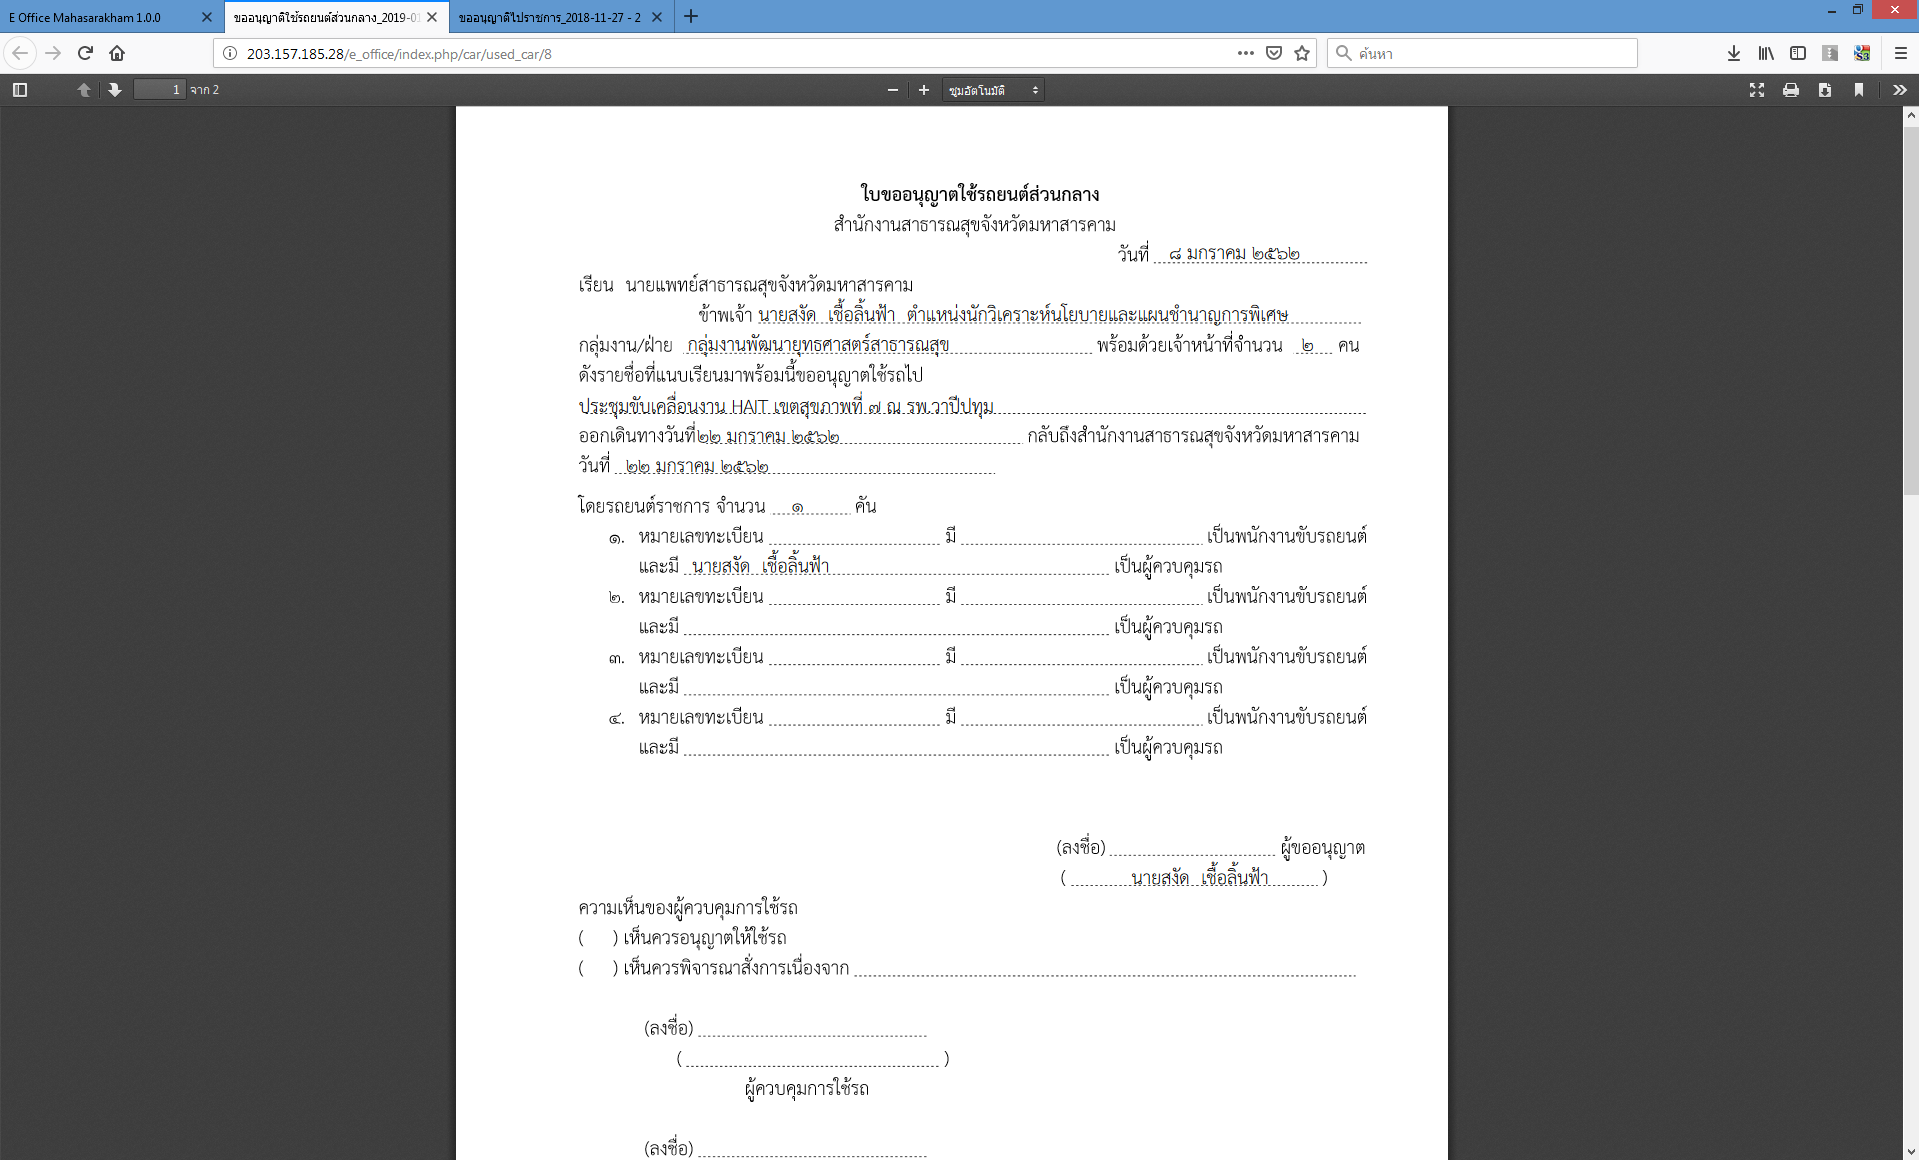 E Office Mahasarakham 1.0.0
ขออนุญาติใช้รถยนต์ส่วนกลาง_2019-01
ขออนุญาติไปราชการ_2018-11-27 - 2
203.157.185.28/e_office/index.php/car/used_car/8
ค้นหา
1 จาก 2
ซูมอัตโนมัติ
ใบขออนุญาตใช้รถยนต์ส่วนกลาง
สำนักงานสาธารณสุขจังหวัดมหาสารคาม
วันที่ ๘ มกราคม ๒๕๖๒
เรียน นายแพทย์สาธารณสุขจังหวัดมหาสารคาม
ข้าพเจ้า นายสงัด เชื้อลิ้นฟ้า ตำแหน่งนักวิเคราะห์นโยบายและแผนชำนาญการพิเศษ
กลุ่มงาน/ฝ่าย กลุ่มงานพัฒนายุทธศาสตร์สาธารณสุข พร้อมด้วยเจ้าหน้าที่จำนวน ๒ คน
ดังรายชื่อที่แนบเรียนมาพร้อมนี้ขออนุญาตใช้รถไป
ประชุมขับเคลื่อนงาน HAIT เขตสุขภาพที่ ๗ ณ รพ.วาปีปทุม
ออกเดินทางวันที่๒๒ มกราคม ๒๕๖๒ กลับถึงสำนักงานสาธารณสุขจังหวัดมหาสารคาม
วันที่ ๒๒ มกราคม ๒๕๖๒
โดยรถยนต์ราชการ จำนวน ๑ คัน
๑. หมายเลขทะเบียน มี เป็นพนักงานขับรถยนต์
และมี นายสงัด เชื้อลิ้นฟ้า เป็นผู้ควบคุมรถ
๒. หมายเลขทะเบียน มี เป็นพนักงานขับรถยนต์
และมี เป็นผู้ควบคุมรถ
๓. หมายเลขทะเบียน มี เป็นพนักงานขับรถยนต์
และมี เป็นผู้ควบคุมรถ
๔. หมายเลขทะเบียน มี เป็นพนักงานขับรถยนต์
และมี เป็นผู้ควบคุมรถ
(ลงชื่อ) ผู้ขออนุญาต
( นายสงัด เชื้อลิ้นฟ้า )
ความเห็นของผู้ควบคุมการใช้รถ
( ) เห็นควรอนุญาตให้ใช้รถ
( ) เห็นควรพิจารณาสั่งการเนื่องจาก
(ลงชื่อ)
( )
ผู้ควบคุมการใช้รถ
(ลงชื่อ)